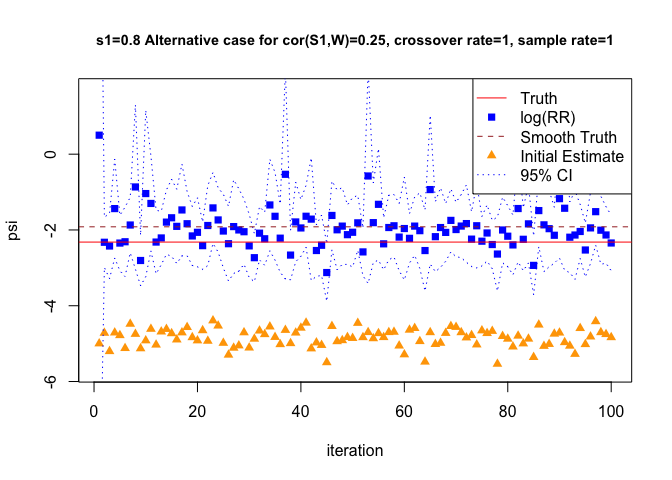 s1=0.8 Alternative case for cor(S1,W)=0.25, crossover rate=1, sample rate=1
Truth
log(RR)
Smooth Truth
Initial Estimate
95% CI
psi
0
-2
-4
-6
0 20 40 60 80 100
iteration